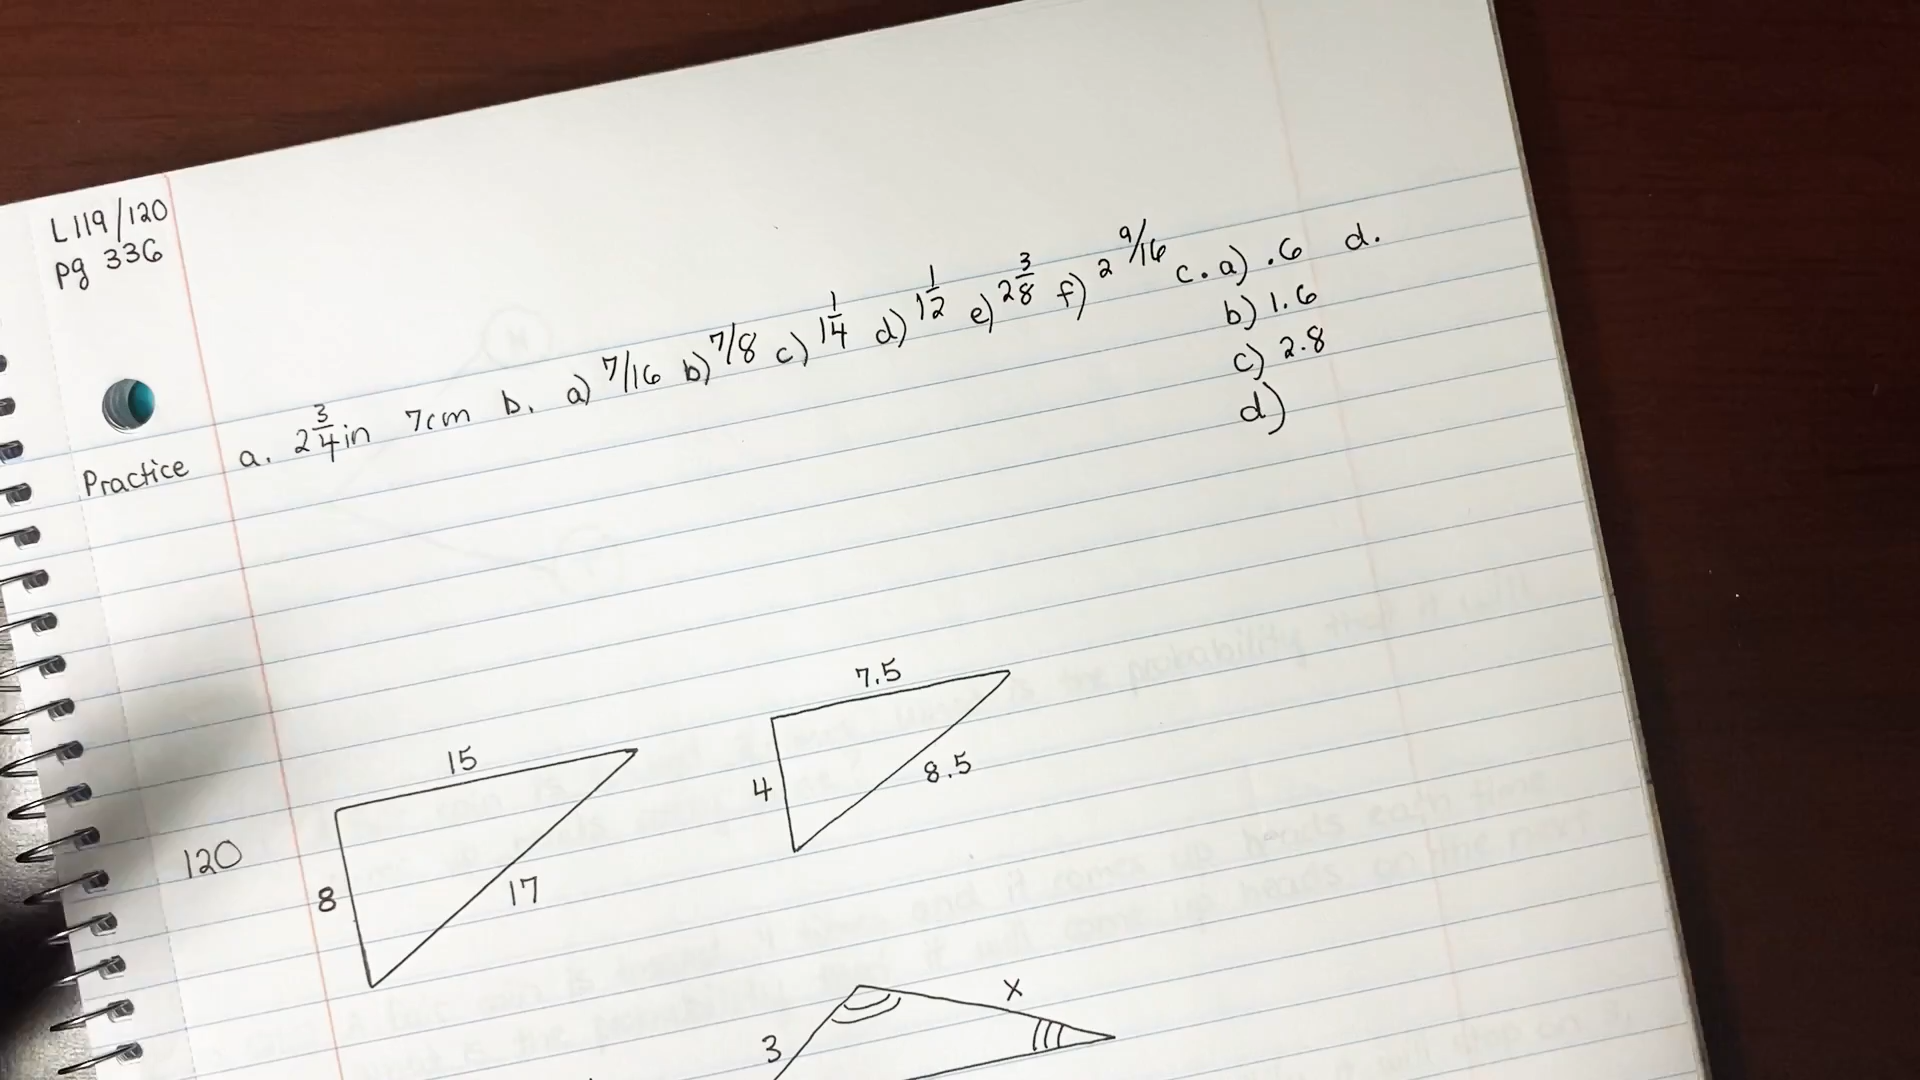 L119/120
pg 336
Practice a. 2 3/4 in 7cm b. a) 7/16 b) 7/8 c) 1 1/4 d) 1 1/2 e) 2 3/8 f) 2 9/16 c. a) .6 d.
b) 1.6
c) 2.8
d)
120
15
8
17
7.5
4
8.5
3
x